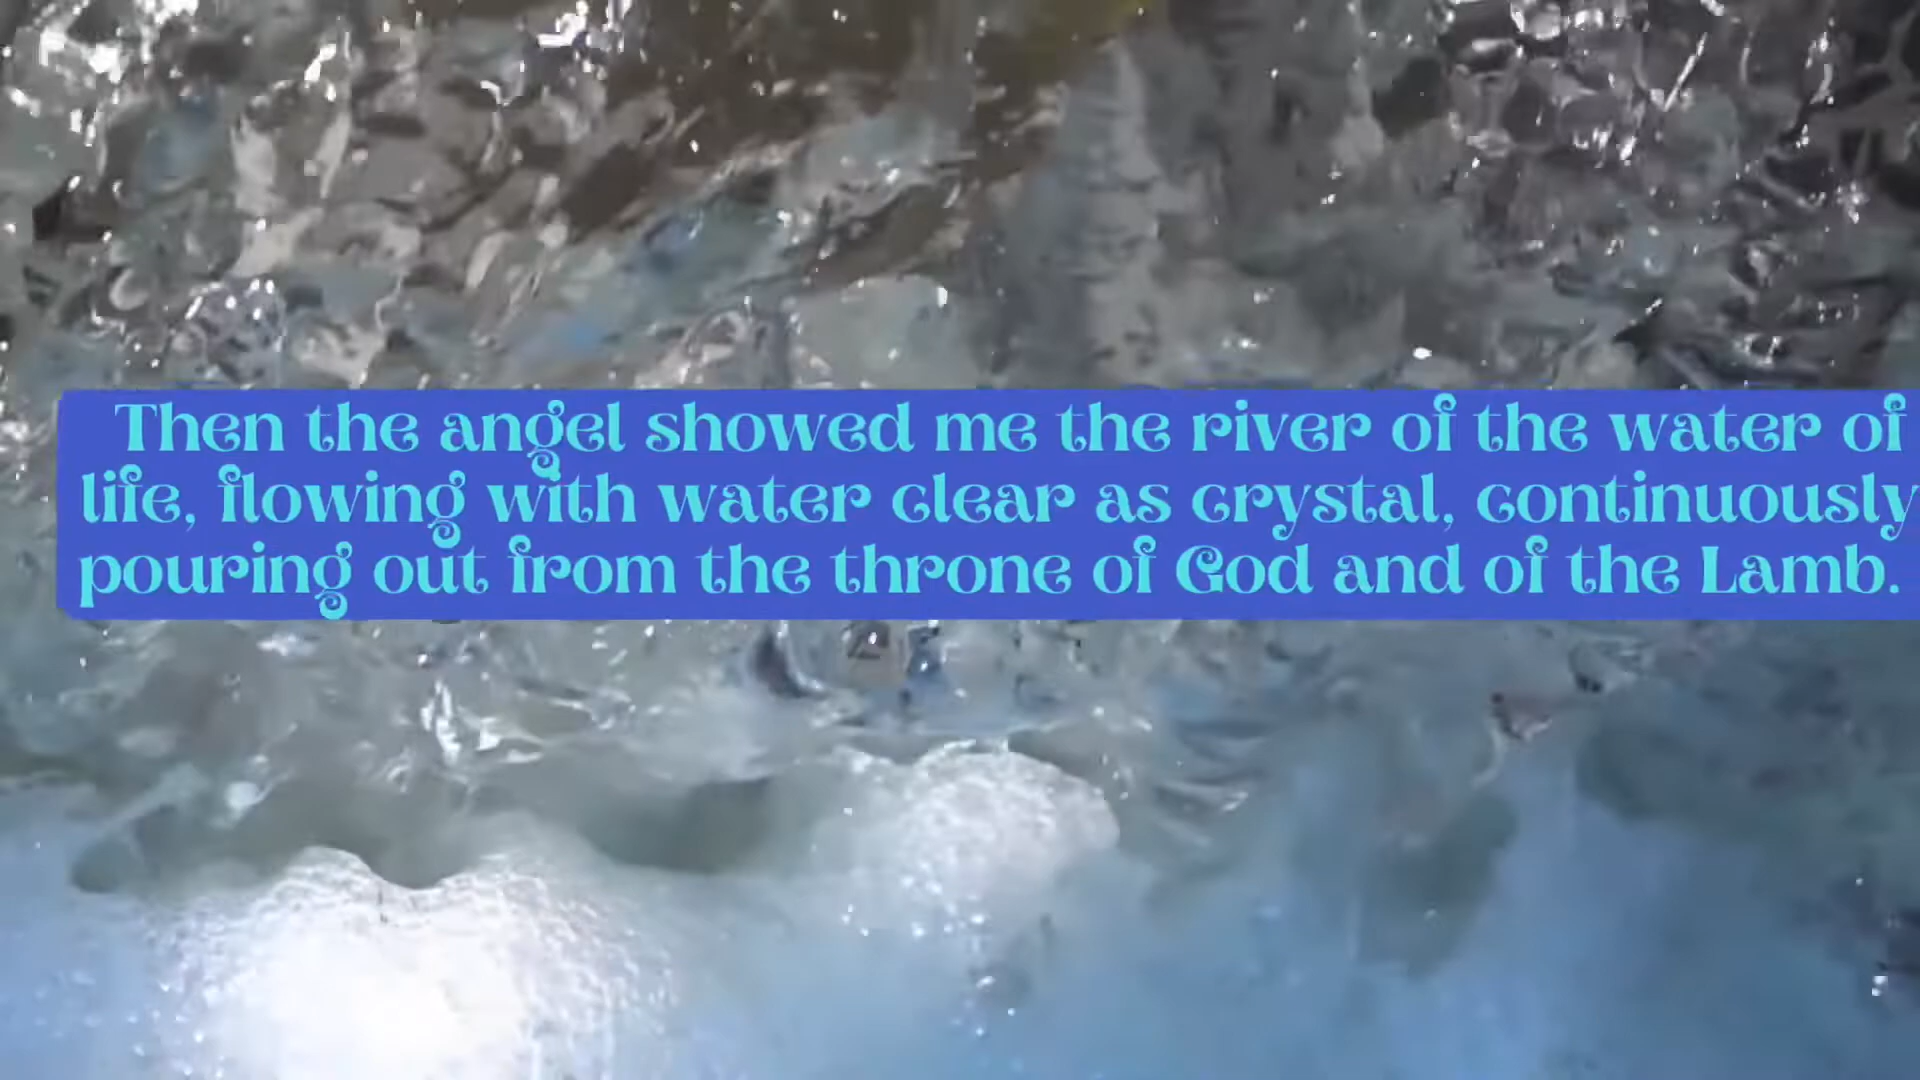 Then the angel showed me the river of the water of
life, flowing with water clear as crystal, continuously
pouring out from the throne of God and of the Lamb.